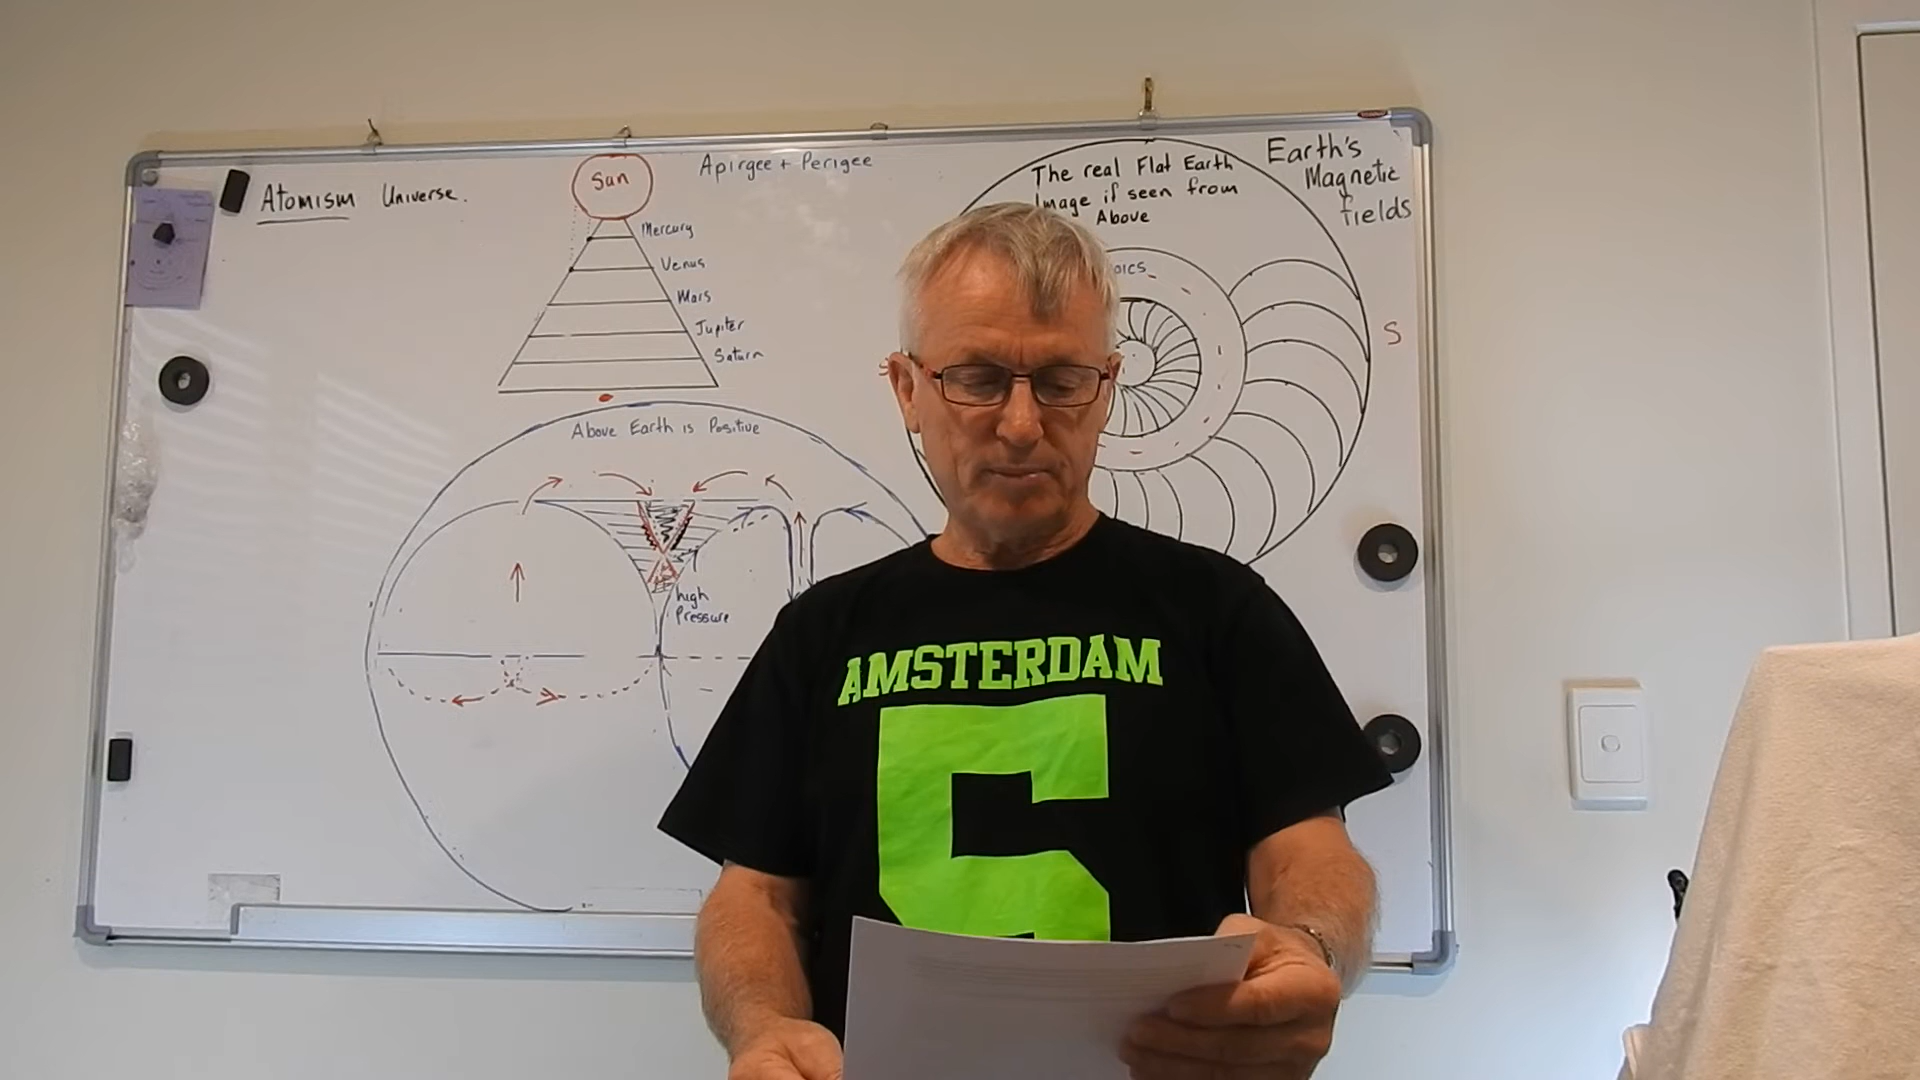 Atomism Universe.
Sun
Apirgee + Perigee
Mercury
Venus
Mars
Jupiter
Saturn
The real Flat Earth
Image if seen from
Above
Earth's
Magnetic
fields
S
Above Earth is Positive
high
Pressure
AMSTERDAM